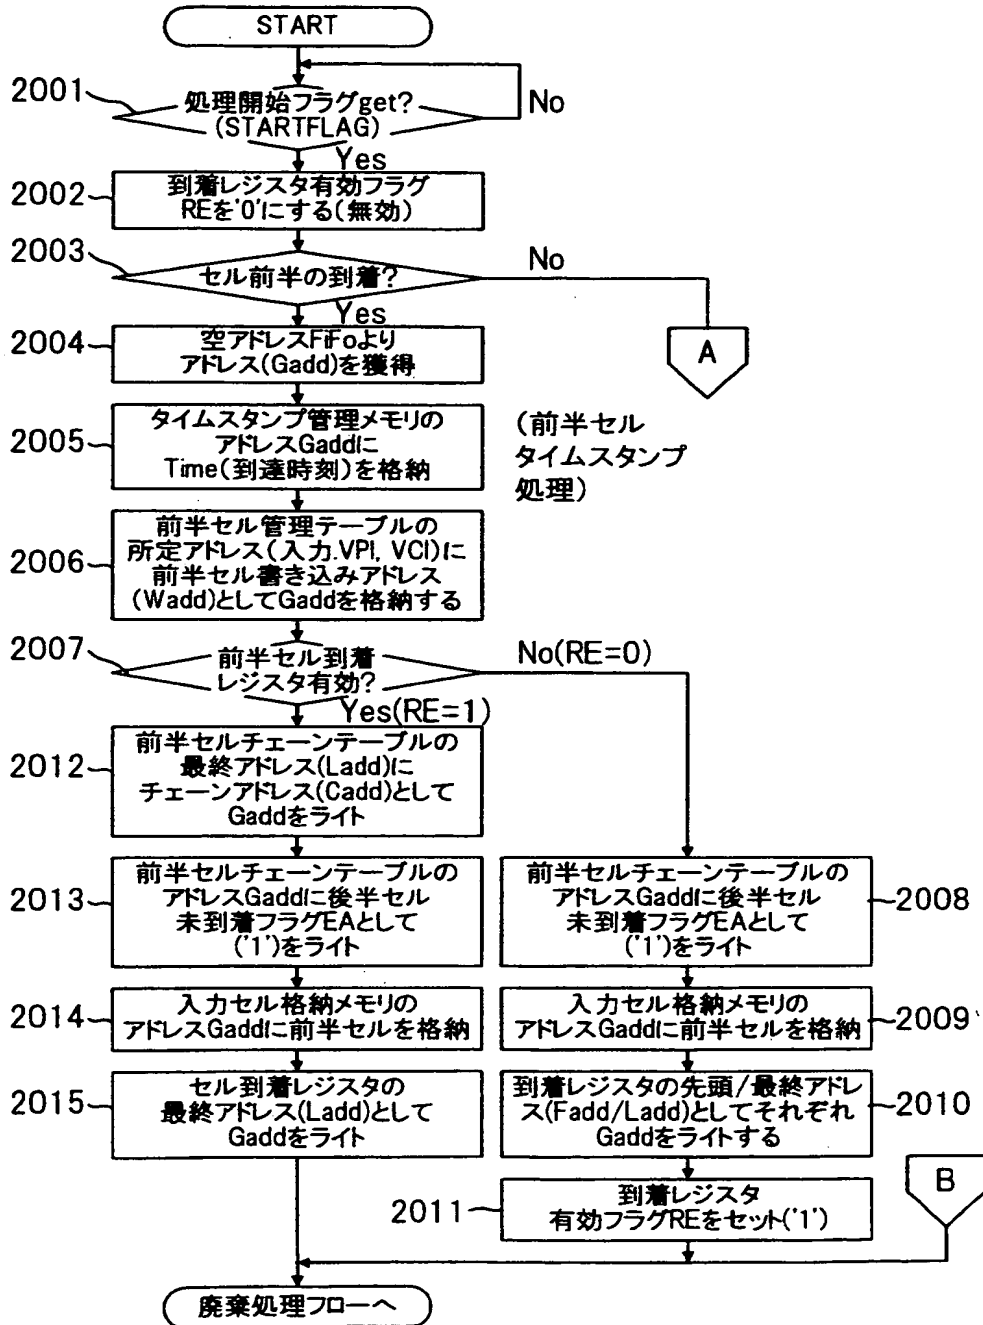 START
2001
処理開始フラグget?
(STARTFLAG)
No
Yes
2002
到着レジスタ有効フラグ
REを'0'にする(無効)
2003
セル前半の到着?
No
Yes
A
2004
空アドレスFiFoより
アドレス(Gadd)を獲得
2005
タイムスタンプ管理メモリの
アドレスGaddに
Time(到達時刻)を格納
(前半セル
タイムスタンプ
処理)
2006
前半セル管理テーブルの
所定アドレス(入力.VPI, VCI)に
前半セル書き込みアドレス
(Wadd)としてGaddを格納する
2007
前半セル到着
レジスタ有効?
No(RE=0)
Yes(RE=1)
2012
前半セルチェーンテーブルの
最終アドレス(Ladd)に
チェーンアドレス(Cadd)として
Gaddをライト
2013
前半セルチェーンテーブルの
アドレスGaddに後半セル
未到着フラグEAとして
('1')をライト
2014
入力セル格納メモリの
アドレスGaddに前半セルを格納
2015
セル到着レジスタの
最終アドレス(Ladd)として
Gaddをライト
前半セルチェーンテーブルの
アドレスGaddに後半セル
未到着フラグEAとして
('1')をライト
2008
入力セル格納メモリの
アドレスGaddに前半セルを格納
2009
到着レジスタの先頭/最終アドレ
ス(Fadd/Ladd)としてそれぞれ
Gaddをライトする
2010
2011
到着レジスタ
有効フラグREをセット('1')
B
廃棄処理フローへ